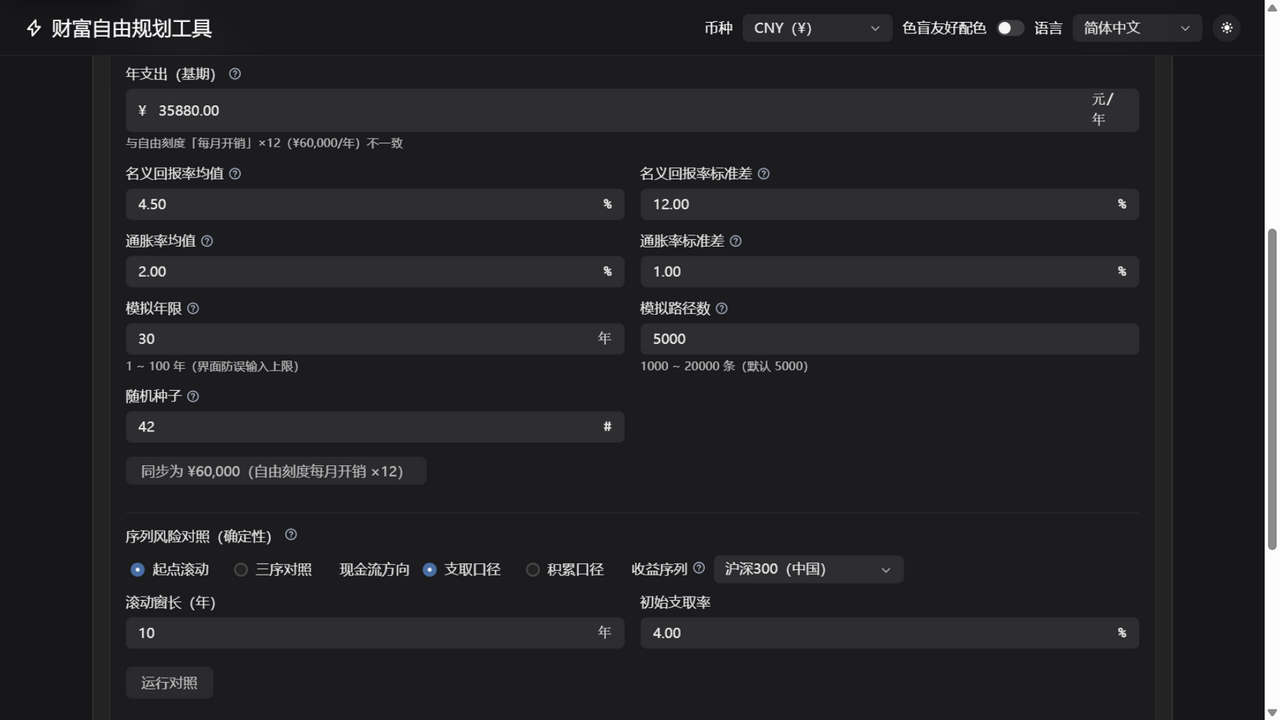 财富自由规划工具 币种 CNY（¥） 色盲友好配色 语言 简体中文
年支出（基期）
¥ 35880.00 元/年
与自由刻度「每月开销」×12（¥60,000/年）不一致
名义回报率均值 名义回报率标准差
4.50 % 12.00 %
通胀率均值 通胀率标准差
2.00 % 1.00 %
模拟年限 模拟路径数
30 年 5000
1 ~ 100 年（界面防误输入上限） 1000 ~ 20000 条（默认 5000）
随机种子
42 #
同步为 ¥60,000（自由刻度每月开销 ×12）
序列风险对照（确定性）
起点滚动 三序对照 现金流方向 支取口径 积累口径 收益序列 沪深300（中国）
滚动窗长（年） 初始支取率
10 年 4.00 %
运行对照